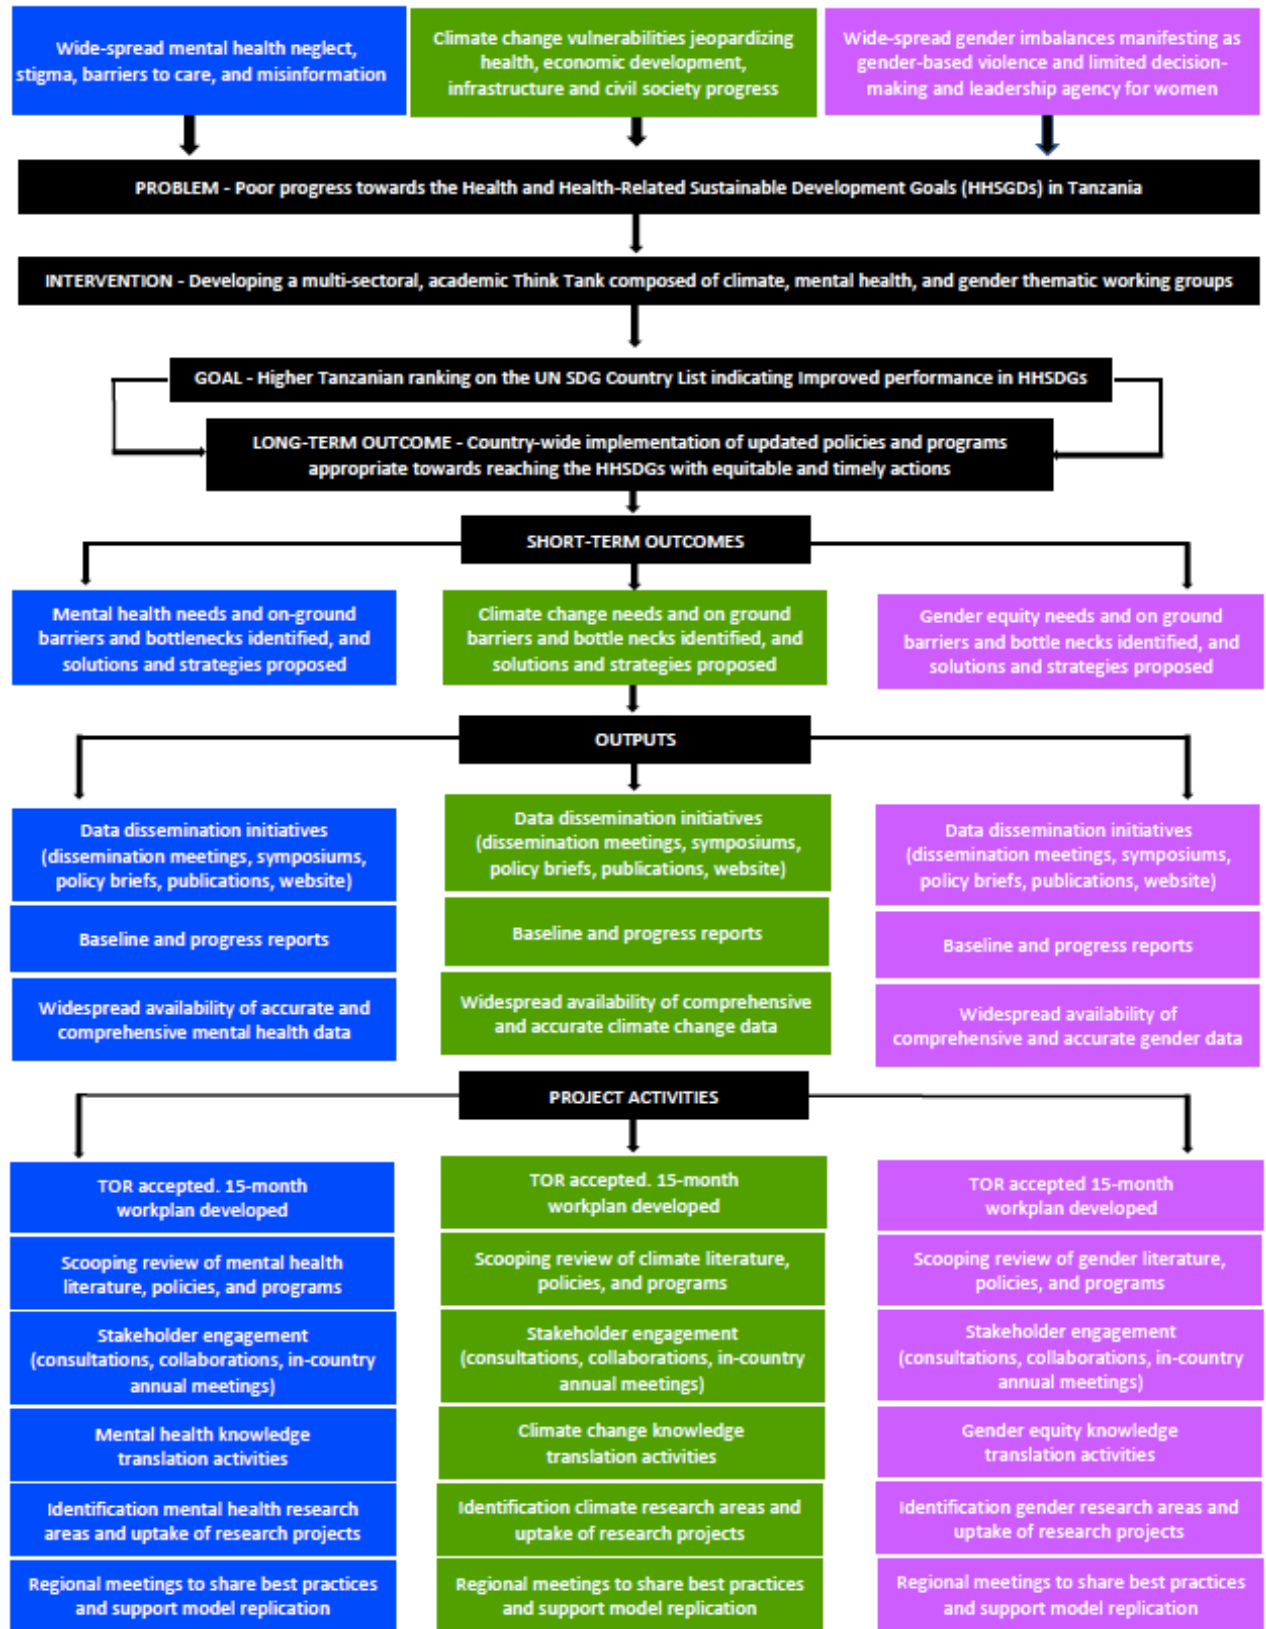 Wide-spread mental health neglect,
stigma, barriers to care, and misinformation
Climate change vulnerabilities jeopardizing
health, economic development,
infrastructure and civil society progress
Wide-spread gender imbalances manifesting as
gender-based violence and limited decision-
making and leadership agency for women
PROBLEM - Poor progress towards the Health and Health-Related Sustainable Development Goals (HHSGDs) in Tanzania
INTERVENTION - Developing a multi-sectoral, academic Think Tank composed of climate, mental health, and gender thematic working groups
GOAL - Higher Tanzanian ranking on the UN SDG Country List indicating Improved performance in HHSDGs
LONG-TERM OUTCOME - Country-wide implementation of updated policies and programs
appropriate towards reaching the HHSDGs with equitable and timely actions
SHORT-TERM OUTCOMES
Mental health needs and on-ground
barriers and bottlenecks identified, and
solutions and strategies proposed
Climate change needs and on ground
barriers and bottle necks identified, and
solutions and strategies proposed
Gender equity needs and on ground
barriers and bottle necks identified, and
solutions and strategies proposed
OUTPUTS
Data dissemination initiatives
(dissemination meetings, symposiums,
policy briefs, publications, website)
Data dissemination initiatives
(dissemination meetings, symposiums,
policy briefs, publications, website)
Data dissemination initiatives
(dissemination meetings, symposiums,
policy briefs, publications, website)
Baseline and progress reports
Baseline and progress reports
Baseline and progress reports
Widespread availability of accurate and
comprehensive mental health data
Widespread availability of comprehensive
and accurate climate change data
Widespread availability of
comprehensive and accurate gender data
PROJECT ACTIVITIES
TOR accepted. 15-month
workplan developed
TOR accepted. 15-month
workplan developed
TOR accepted 15-month
workplan developed
Scooping review of mental health
literature, policies, and programs
Scooping review of climate literature,
policies, and programs
Scooping review of gender literature,
policies, and programs
Stakeholder engagement
(consultations, collaborations, in-country
annual meetings)
Stakeholder engagement
(consultations, collaborations, in-country
annual meetings)
Stakeholder engagement
(consultations, collaborations, in-country
annual meetings)
Mental health knowledge
translation activities
Climate change knowledge
translation activities
Gender equity knowledge
translation activities
Identification mental health research
areas and uptake of research projects
Identification climate research areas and
uptake of research projects
Identification gender research areas and
uptake of research projects
Regional meetings to share best practices
and support model replication
Regional meetings to share best practices
and support model replication
Regional meetings to share best practices
and support model replication